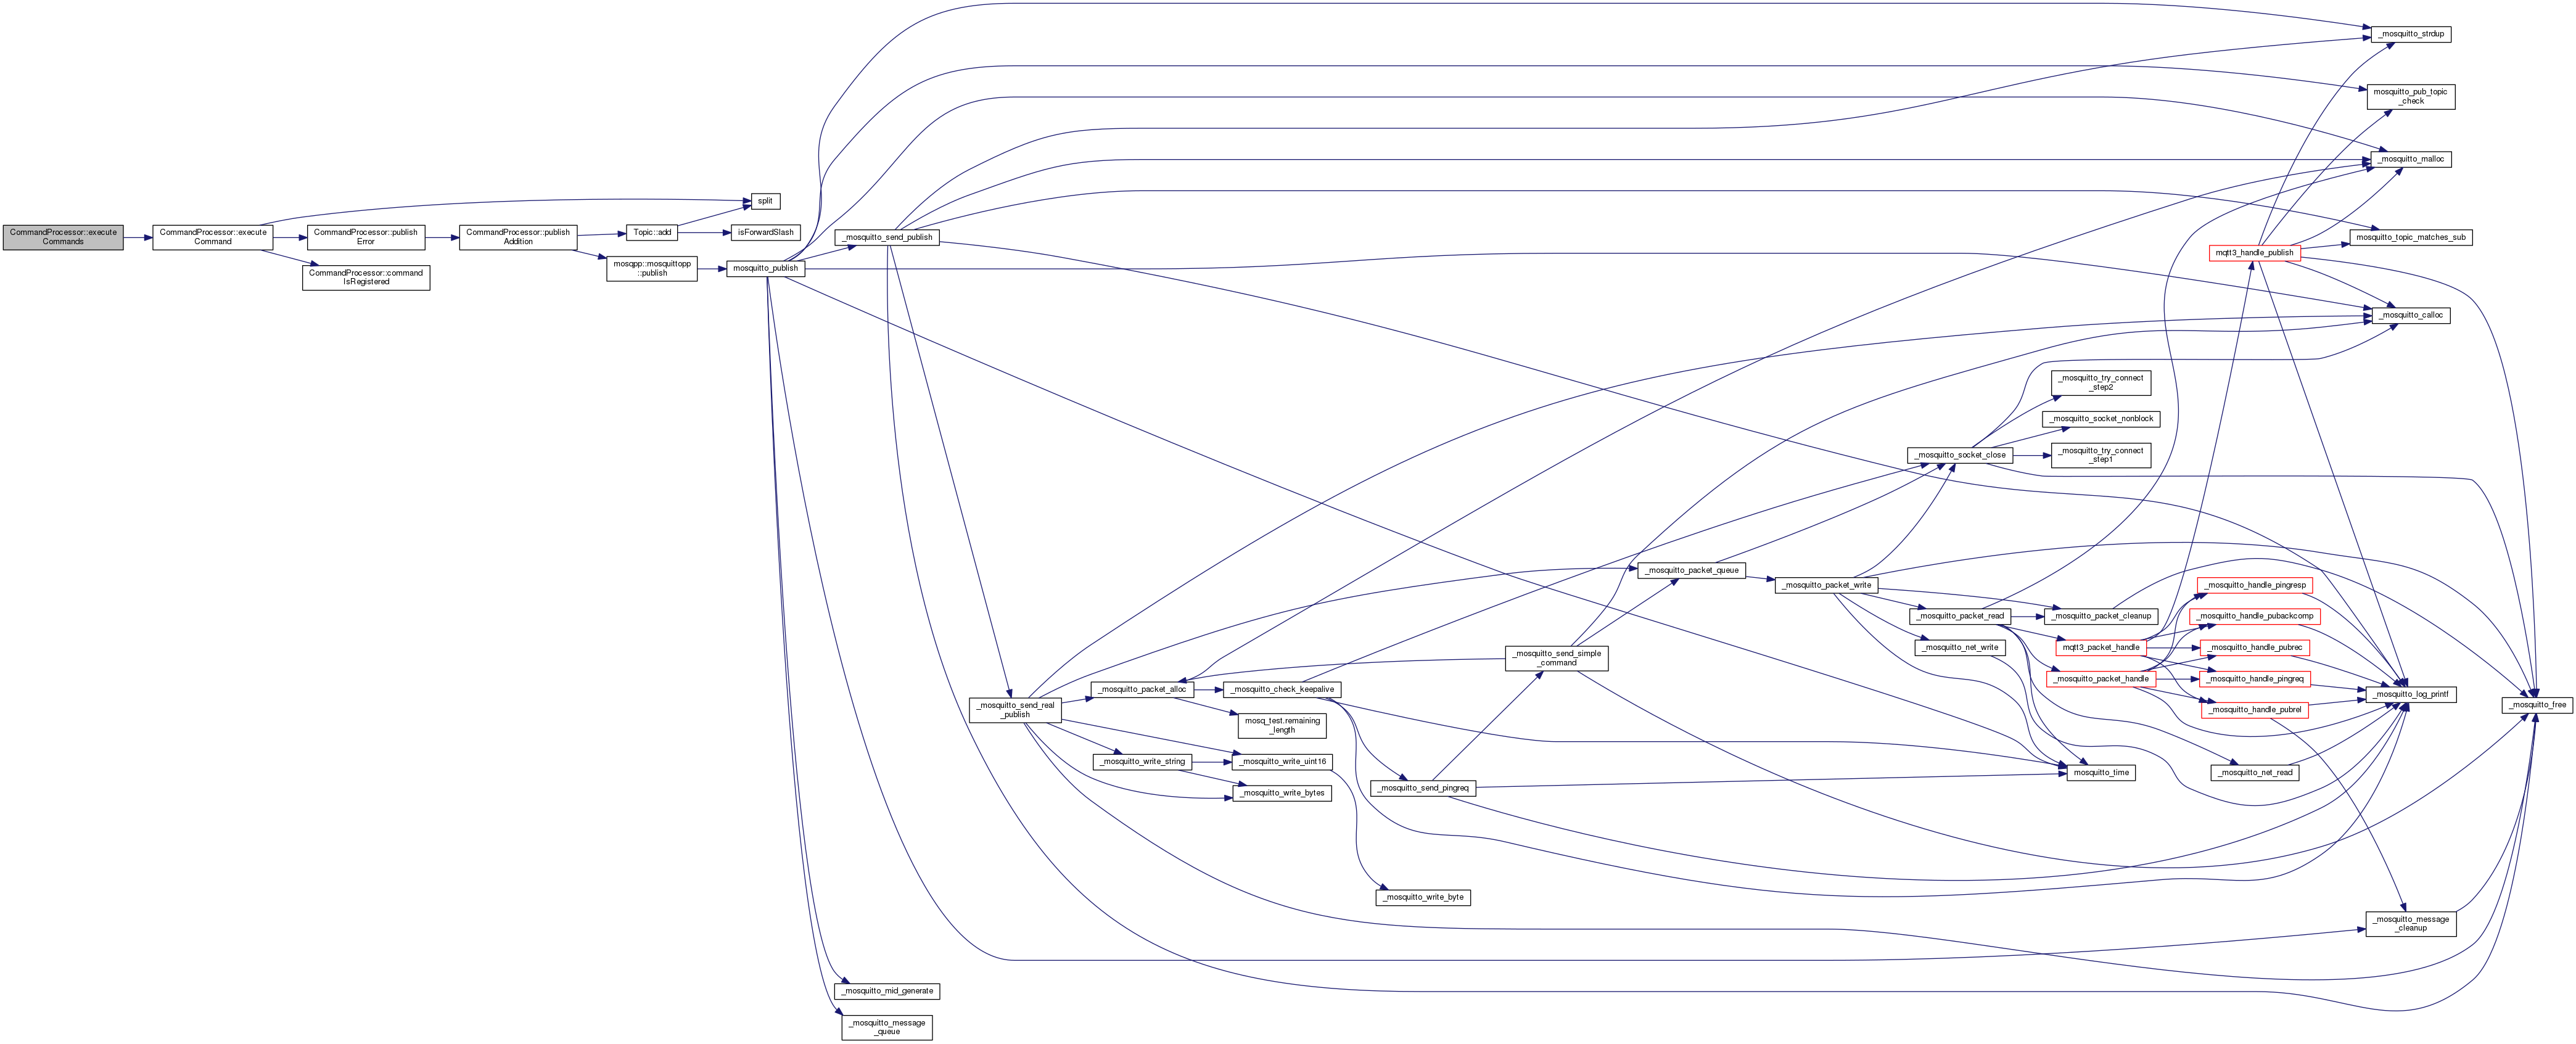 CommandProcessor::execute
Commands
CommandProcessor::execute
Command
CommandProcessor::publish
Error
CommandProcessor::command
IsRegistered
CommandProcessor::publish
Addition
Topic::add
mosqpp::mosquittopp
::publish
split
isForwardSlash
mosquitto_publish
_mosquitto_send_publish
_mosquitto_mid_generate
_mosquitto_message
_queue
_mosquitto_send_real
_publish
_mosquitto_packet_alloc
_mosquitto_write_string
_mosquitto_check_keepalive
mosq_test.remaining
_length
_mosquitto_write_uint16
_mosquitto_write_bytes
_mosquitto_send_pingreq
_mosquitto_write_byte
_mosquitto_send_simple
_command
_mosquitto_packet_queue
_mosquitto_packet_write
_mosquitto_socket_close
_mosquitto_packet_read
_mosquitto_net_write
_mosquitto_try_connect
_step2
_mosquitto_socket_nonblock
_mosquitto_try_connect
_step1
_mosquitto_packet_cleanup
mqtt3_packet_handle
_mosquitto_packet_handle
mosquitto_time
mqtt3_handle_publish
_mosquitto_handle_pingresp
_mosquitto_handle_pubackcomp
_mosquitto_handle_pubrec
_mosquitto_handle_pingreq
_mosquitto_handle_pubrel
_mosquitto_net_read
_mosquitto_strdup
mosquitto_pub_topic
_check
_mosquitto_malloc
mosquitto_topic_matches_sub
_mosquitto_calloc
_mosquitto_log_printf
_mosquitto_message
_cleanup
_mosquitto_free